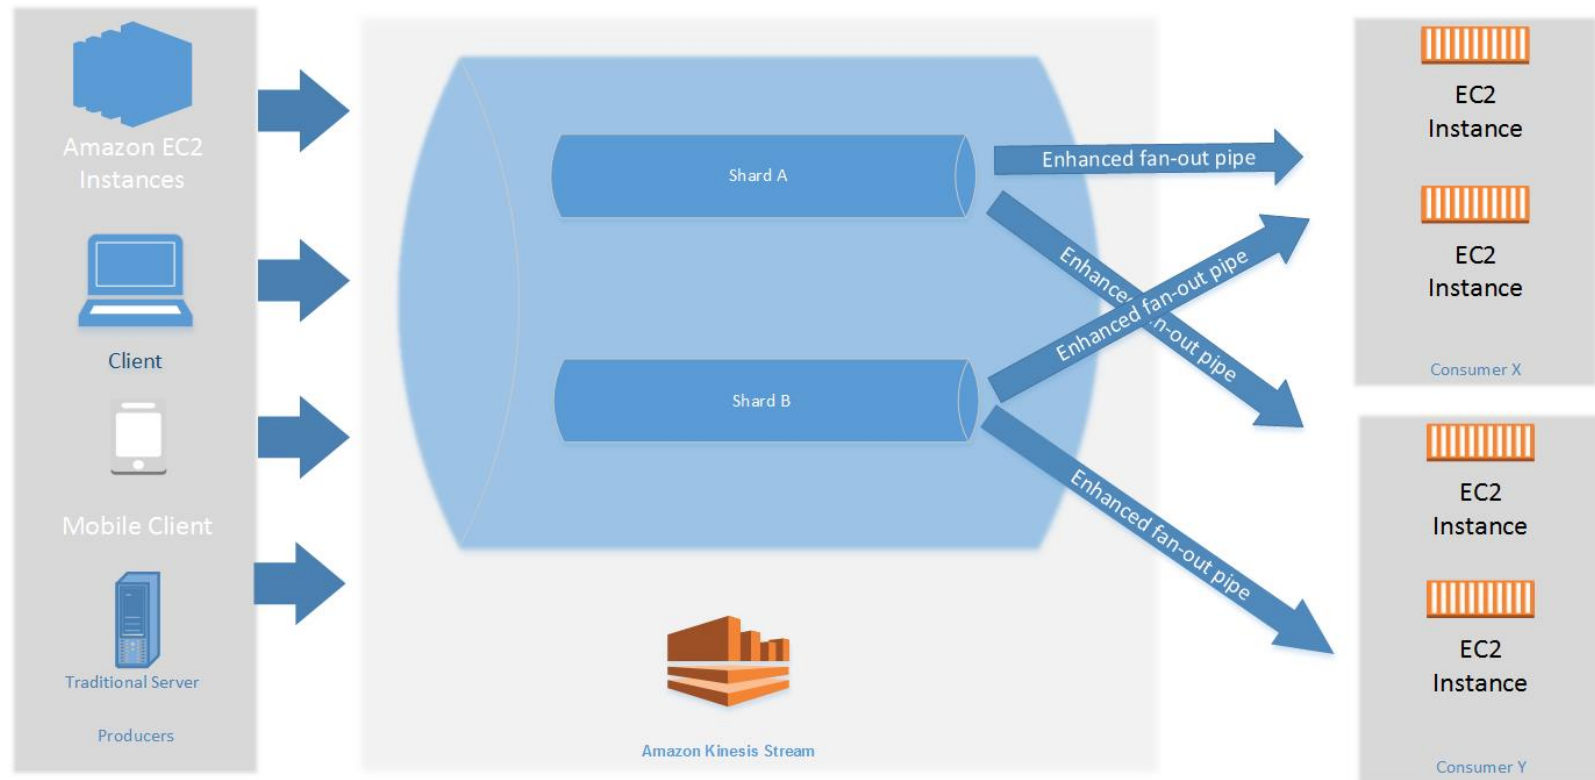 Amazon EC2
Instances
Client
Mobile Client
Traditional Server
Producers
Shard A
Shard B
Enhanced fan-out pipe
Enhanced fan-out pipe
Enhanced fan-out pipe
Enhanced fan-out pipe
Amazon Kinesis Stream
EC2
Instance
EC2
Instance
Consumer X
EC2
Instance
EC2
Instance
Consumer Y